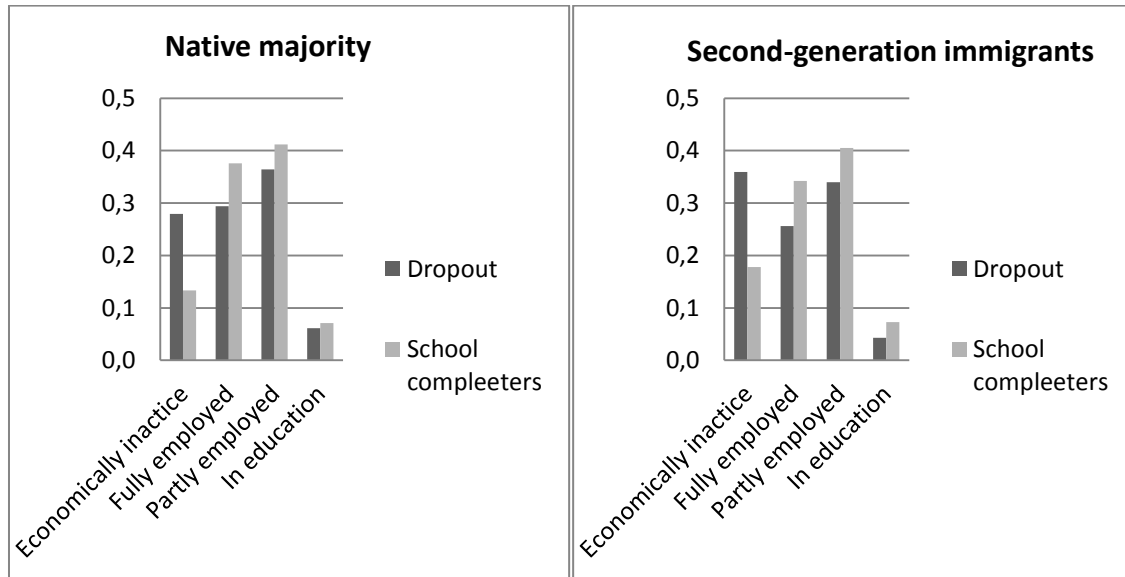 Native majority
0,5
0,4
0,3
0,2
0,1
0,0
Economically inactice
Fully employed
Partly employed
In education
Dropout
School
compleeters
Second-generation immigrants
0,5
0,4
0,3
0,2
0,1
0,0
Economically inactice
Fully employed
Partly employed
In education
Dropout
School
compleeters